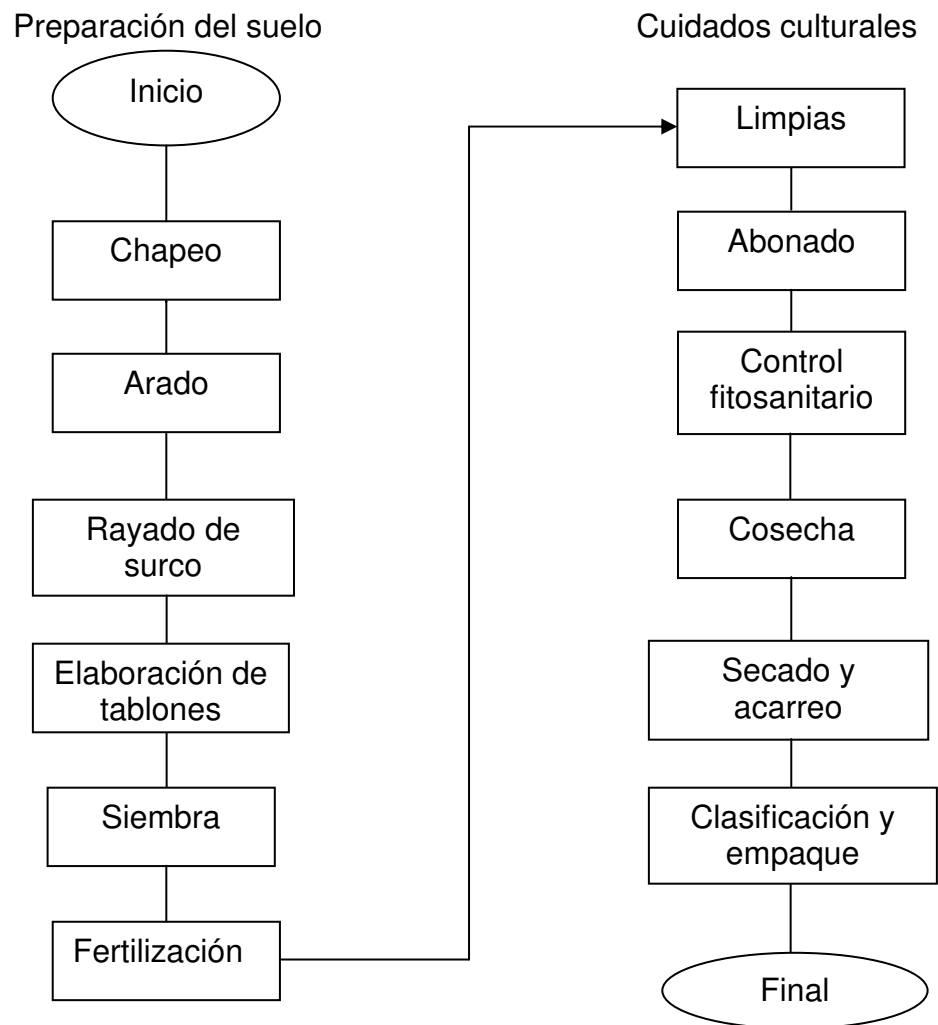 Preparación del suelo
Inicio
Chapeo
Arado
Rayado de
surco
Elaboración de
tablones
Siembra
Fertilización
Cuidados culturales
Limpias
Abonado
Control
fitosanitario
Cosecha
Secado y
acarreo
Clasificación y
empaque
Final